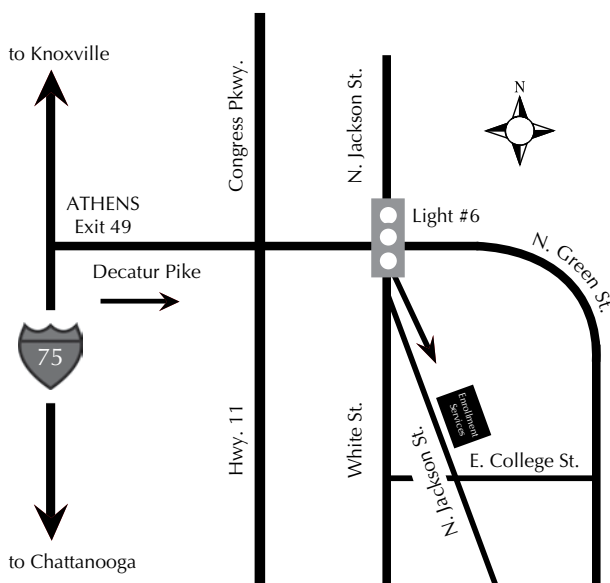 to Knoxville
Congress Pkwy.
N. Jackson St.
N
ATHENS
Exit 49
Light #6
N. Green St.
Decatur Pike
75
Enrollment
Services
Hwy. 11
White St.
N. Jackson St.
E. College St.
to Chattanooga